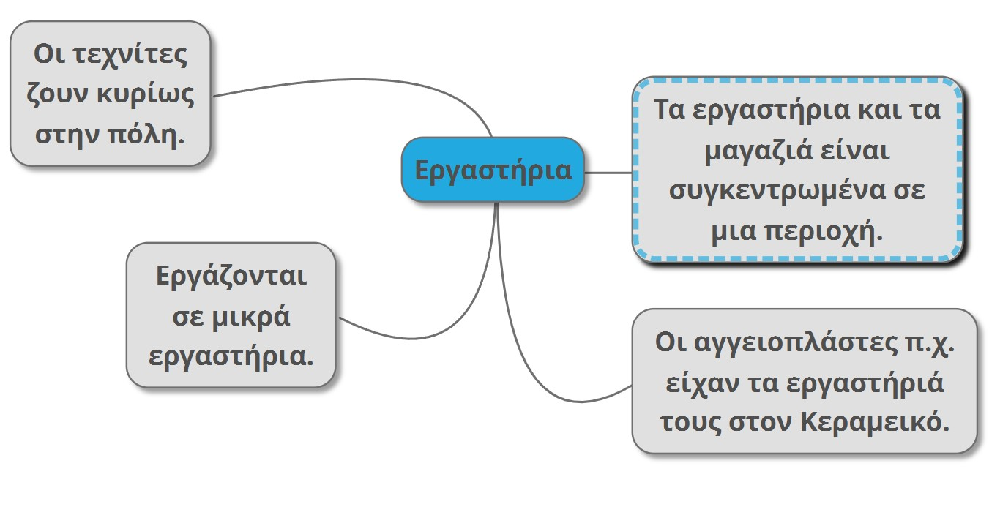 Οι τεχνίτες
ζουν κυρίως
στην πόλη.
Εργαστήρια
Τα εργαστήρια και τα
μαγαζιά είναι
συγκεντρωμένα σε
μια περιοχή.
Εργάζονται
σε μικρά
εργαστήρια.
Οι αγγειοπλάστες π.χ.
είχαν τα εργαστήριά
τους στον Κεραμεικό.